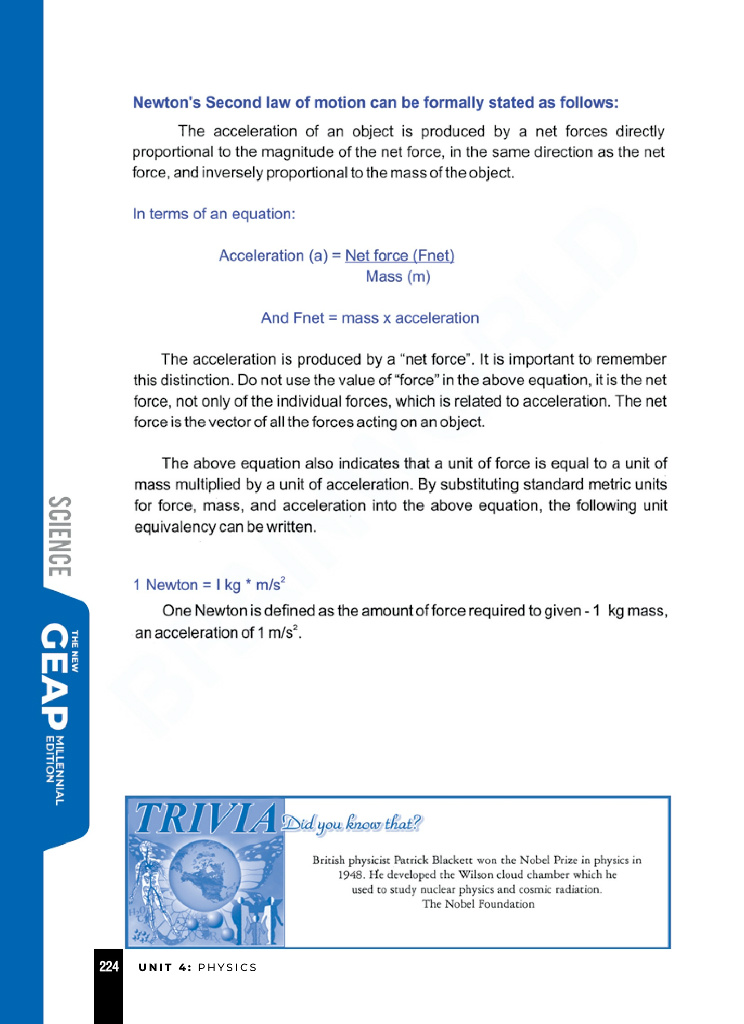 Newton's Second law of motion can be formally stated as follows:
The acceleration of an object is produced by a net forces directly
proportional to the magnitude of the net force, in the same direction as the net
force, and inversely proportional to the mass of the object.
In terms of an equation:
Acceleration (a) = Net force (Fnet)
Mass (m)
And Fnet = mass x acceleration
The acceleration is produced by a “net force”. It is important to remember
this distinction. Do not use the value of “force” in the above equation, it is the net
force, not only of the individual forces, which is related to acceleration. The net
force is the vector of all the forces acting on an object.
The above equation also indicates that a unit of force is equal to a unit of
mass multiplied by a unit of acceleration. By substituting standard metric units
for force, mass, and acceleration into the above equation, the following unit
equivalency can be written.
1 Newton = I kg * m/s²
One Newton is defined as the amount of force required to given - 1 kg mass,
an acceleration of 1 m/s².
SCIENCE
THE NEW
GEAP
MILLENNIAL
EDITION
TRIVIA Did you know that?
British physicist Patrick Blackett won the Nobel Prize in physics in
1948. He developed the Wilson cloud chamber which he
used to study nuclear physics and cosmic radiation.
The Nobel Foundation
224 UNIT 4: PHYSICS